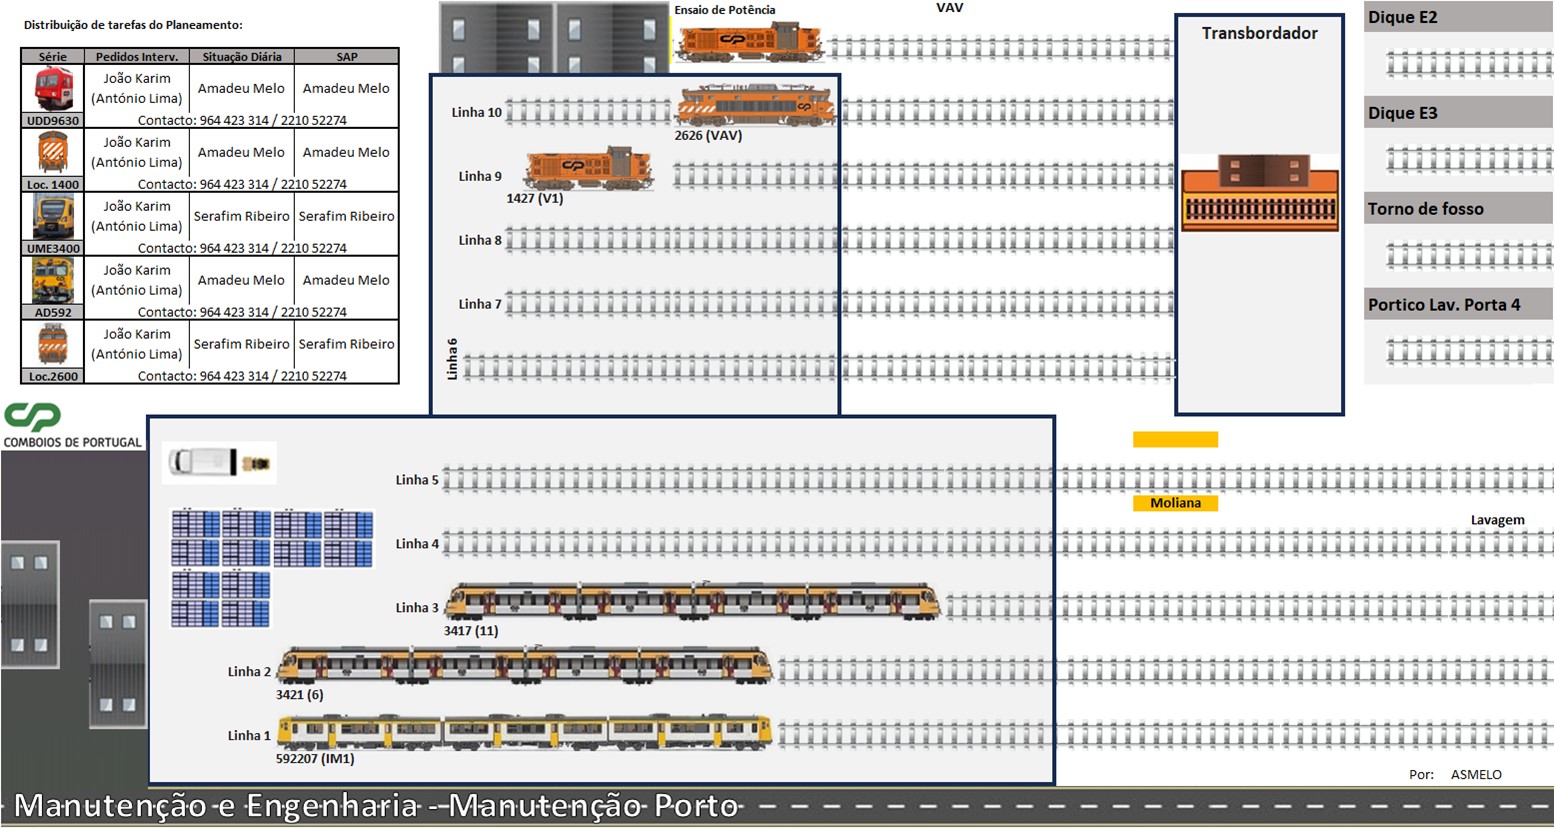 Distribuição de tarefas do Planeamento:
Série Pedidos Interv. Situação Diária SAP
João Karim
(António Lima) Amadeu Melo Amadeu Melo
UDD9630 Contacto: 964 423 314 / 2210 52274
João Karim
(António Lima) Amadeu Melo Amadeu Melo
Loc. 1400 Contacto: 964 423 314 / 2210 52274
João Karim
(António Lima) Serafim Ribeiro Serafim Ribeiro
UME3400 Contacto: 964 423 314 / 2210 52274
João Karim
(António Lima) Amadeu Melo Amadeu Melo
AD592 Contacto: 964 423 314 / 2210 52274
João Karim
(António Lima) Serafim Ribeiro Serafim Ribeiro
Loc.2600 Contacto: 964 423 314 / 2210 52274
CP
COMBOIOS DE PORTUGAL
Ensaio de Potência
VAV
Linha 10
2626 (VAV)
Linha 9
1427 (V1)
Linha 8
Linha 7
Linha 6
Transbordador
Dique E2
Dique E3
Torno de fosso
Portico Lav. Porta 4
Linha 5
Moliana
Lavagem
Linha 4
Linha 3
3417 (11)
Linha 2
3421 (6)
Linha 1
592207 (IM1)
Por: ASMELO
Manutenção e Engenharia - Manutenção Porto